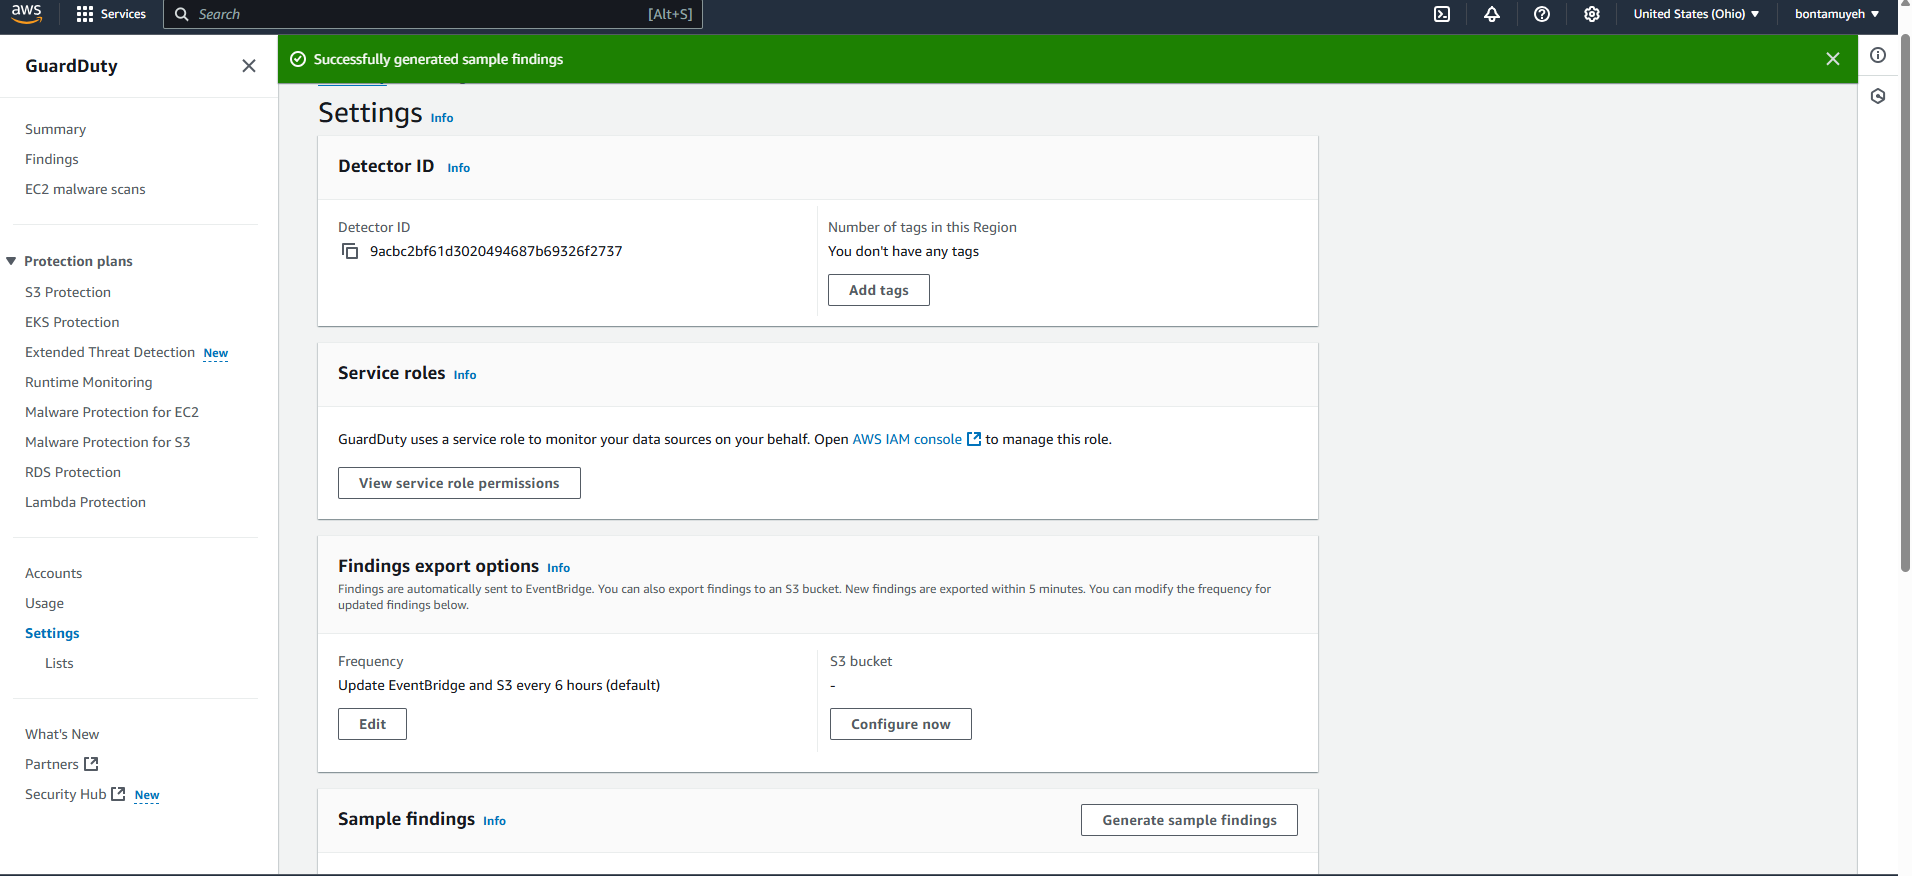 aws
Services
Search
[Alt+S]
United States (Ohio)
bontamuyeh
GuardDuty
Summary
Findings
EC2 malware scans
Protection plans
S3 Protection
EKS Protection
Extended Threat Detection New
Runtime Monitoring
Malware Protection for EC2
Malware Protection for S3
RDS Protection
Lambda Protection
Accounts
Usage
Settings
Lists
What's New
Partners
Security Hub New
Successfully generated sample findings
Settings Info
Detector ID Info
Detector ID
9acbc2bf61d3020494687b69326f2737
Number of tags in this Region
You don't have any tags
Add tags
Service roles Info
GuardDuty uses a service role to monitor your data sources on your behalf. Open AWS IAM console to manage this role.
View service role permissions
Findings export options Info
Findings are automatically sent to EventBridge. You can also export findings to an S3 bucket. New findings are exported within 5 minutes. You can modify the frequency for
updated findings below.
Frequency
Update EventBridge and S3 every 6 hours (default)
Edit
S3 bucket
-
Configure now
Sample findings Info
Generate sample findings